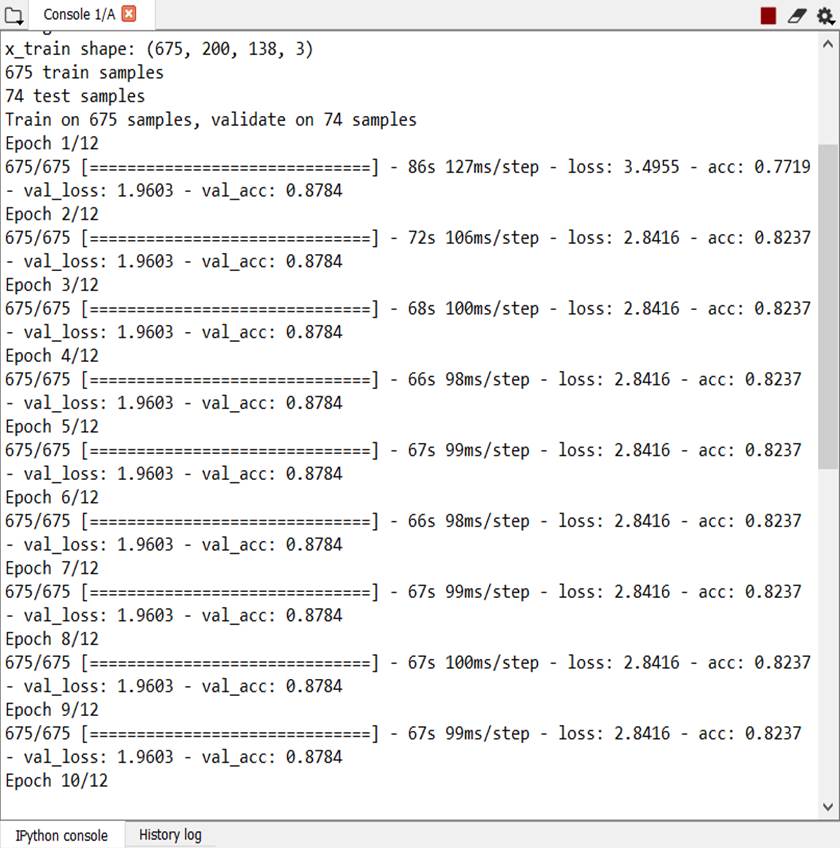 Console 1/A
x_train shape: (675, 200, 138, 3)
675 train samples
74 test samples
Train on 675 samples, validate on 74 samples
Epoch 1/12
675/675 [==============================] - 86s 127ms/step - loss: 3.4955 - acc: 0.7719
- val_loss: 1.9603 - val_acc: 0.8784
Epoch 2/12
675/675 [==============================] - 72s 106ms/step - loss: 2.8416 - acc: 0.8237
- val_loss: 1.9603 - val_acc: 0.8784
Epoch 3/12
675/675 [==============================] - 68s 100ms/step - loss: 2.8416 - acc: 0.8237
- val_loss: 1.9603 - val_acc: 0.8784
Epoch 4/12
675/675 [==============================] - 66s 98ms/step - loss: 2.8416 - acc: 0.8237
- val_loss: 1.9603 - val_acc: 0.8784
Epoch 5/12
675/675 [==============================] - 67s 99ms/step - loss: 2.8416 - acc: 0.8237
- val_loss: 1.9603 - val_acc: 0.8784
Epoch 6/12
675/675 [==============================] - 66s 98ms/step - loss: 2.8416 - acc: 0.8237
- val_loss: 1.9603 - val_acc: 0.8784
Epoch 7/12
675/675 [==============================] - 67s 99ms/step - loss: 2.8416 - acc: 0.8237
- val_loss: 1.9603 - val_acc: 0.8784
Epoch 8/12
675/675 [==============================] - 67s 100ms/step - loss: 2.8416 - acc: 0.8237
- val_loss: 1.9603 - val_acc: 0.8784
Epoch 9/12
675/675 [==============================] - 67s 99ms/step - loss: 2.8416 - acc: 0.8237
- val_loss: 1.9603 - val_acc: 0.8784
Epoch 10/12
IPython console
History log